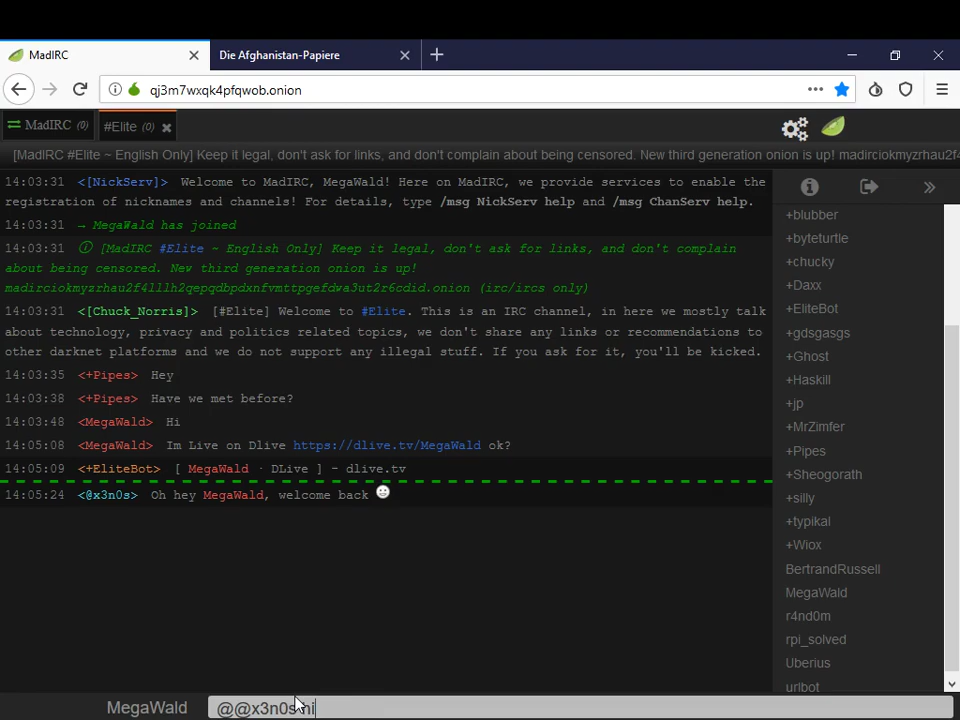 MadIRC
Die Afghanistan-Papiere
qj3m7wxqk4pfqwob.onion
MadIRC (0)
#Elite (0)
[MadIRC #Elite ~ English Only] Keep it legal, don't ask for links, and don't complain about being censored. New third generation onion is up! madirciokmyzrhau2f4
14:03:31 <[NickServ]> Welcome to MadIRC, MegaWald! Here on MadIRC, we provide services to enable the
registration of nicknames and channels! For details, type /msg NickServ help and /msg ChanServ help.
14:03:31 → MegaWald has joined
14:03:31 [MadIRC #Elite ~ English Only] Keep it legal, don't ask for links, and don't complain
about being censored. New third generation onion is up!
madirciokmyzrhau2f4lllh2qepqdbpdxnfvmttpgefdwa3ut2r6cdid.onion (irc/ircs only)
14:03:31 <[Chuck_Norris]> [#Elite] Welcome to #Elite. This is an IRC channel, in here we mostly talk
about technology, privacy and politics related topics, we don't share any links or recommendations to
other darknet platforms and we do not support any illegal stuff. If you ask for it, you'll be kicked.
14:03:35 <+Pipes> Hey
14:03:38 <+Pipes> Have we met before?
14:03:48 <MegaWald> Hi
14:05:08 <MegaWald> Im Live on Dlive https://dlive.tv/MegaWald ok?
14:05:09 <+EliteBot> [ MegaWald · DLive ] - dlive.tv
14:05:24 <@x3n0s> Oh hey MegaWald, welcome back
+blubber
+byteturtle
+chucky
+Daxx
+EliteBot
+gdsgasgs
+Ghost
+Haskill
+jp
+MrZimfer
+Pipes
+Sheogorath
+silly
+typikal
+Wiox
BertrandRussell
MegaWald
r4nd0m
rpi_solved
Uberius
urlbot
MegaWald
@@x3n0s hi